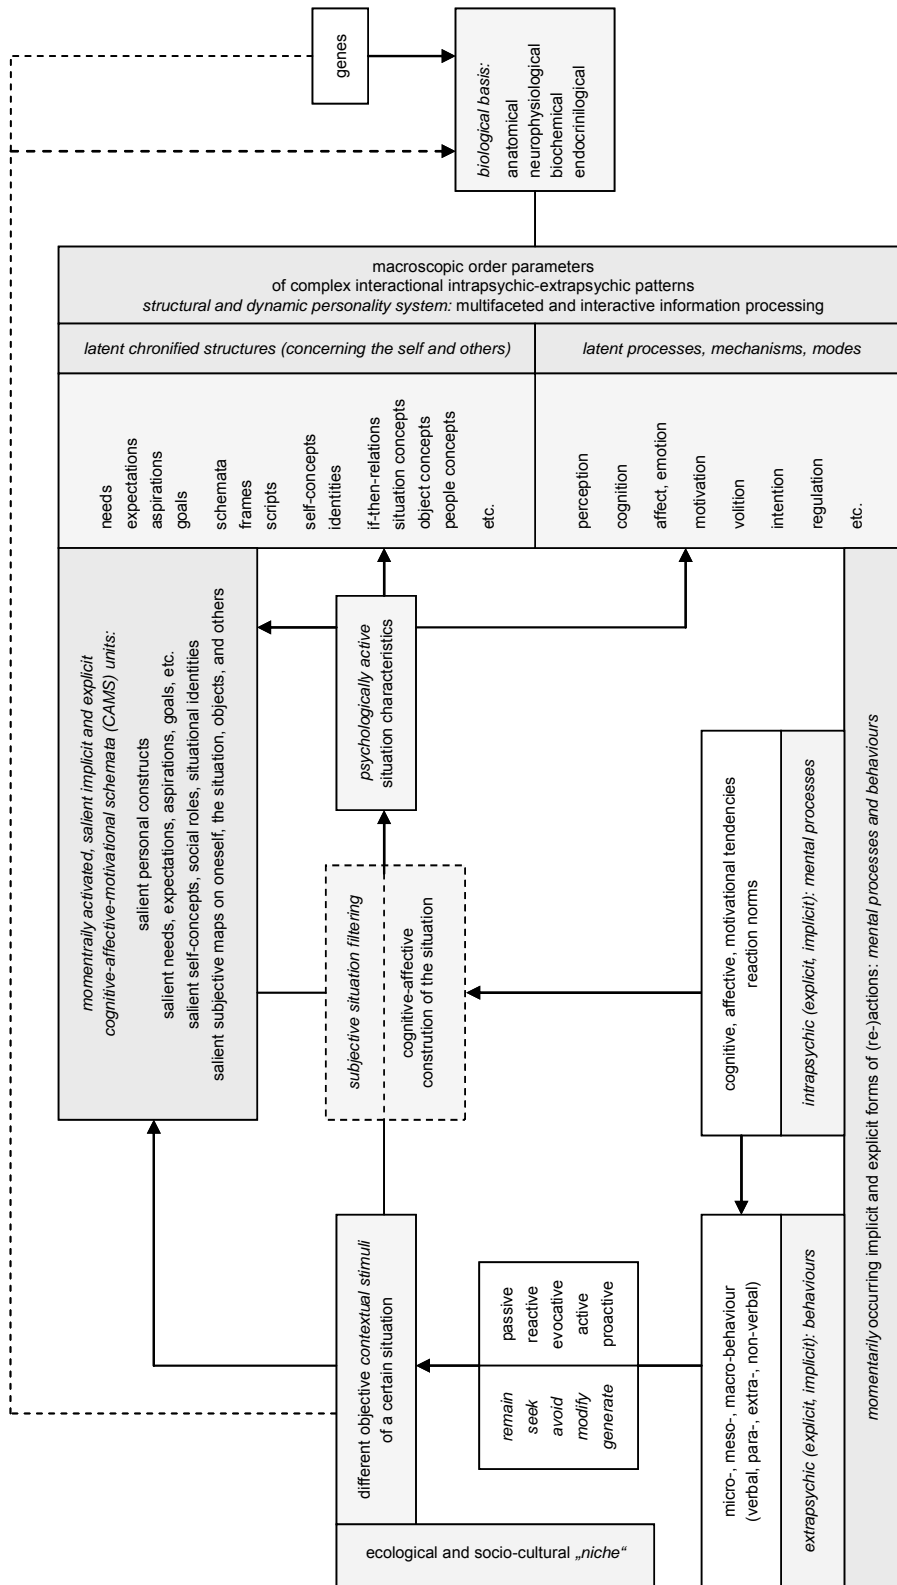 genes
biological basis:
anatomical
neurophysiological
biochemical
endocrinilogical
macroscopic order parameters
of complex interactional intrapsychic-extrapsychic patterns
structural and dynamic personality system: multifaceted and interactive information processing
latent chronified structures (concerning the self and others)
latent processes, mechanisms, modes
needs
expectations
aspirations
goals
schemata
frames
scripts
self-concepts
identities
if-then-relations
situation concepts
object concepts
people concepts
etc.
perception
cognition
affect, emotion
motivation
volition
intention
regulation
etc.
momentraily activated, salient implicit and explicit
cognitive-affective-motivational schemata (CAMS) units:
salient personal constructs
salient needs, expectations, aspirations, goals, etc.
salient self-concepts, social roles, situational identities
salient subjective maps on oneself, the situation, objects, and others
psychologically active
situation characteristics
subjective situation filtering
cognitive-affective
constrution of the situation
cognitive, affective, motivational tendencies
reaction norms
intrapsychic (explicit, implicit): mental processes
different objective contextual stimuli
of a certain situation
remain
seek
avoid
modify
generate
passive
reactive
evocative
active
proactive
micro-, meso-, macro-behaviour
(verbal, para-, extra-, non-verbal)
extrapsychic (explicit, implicit): behaviours
ecological and socio-cultural „niche“
momentarily occurring implicit and explicit forms of (re-)actions: mental processes and behaviours